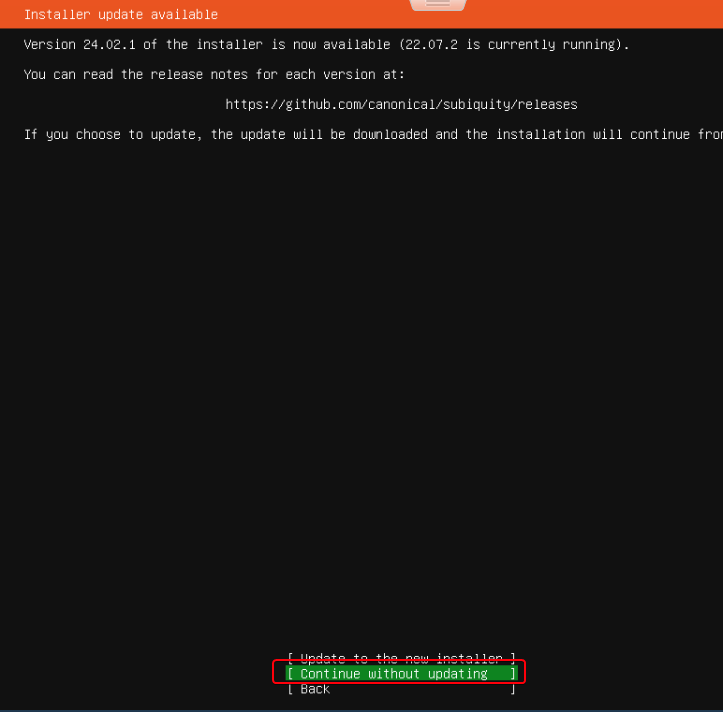 Installer update available
Version 24.02.1 of the installer is now available (22.07.2 is currently running).
You can read the release notes for each version at:
https://github.com/canonical/subiquity/releases
If you choose to update, the update will be downloaded and the installation will continue from
[ Update to the new installer ]
[ Continue without updating   ]
[ Back                        ]